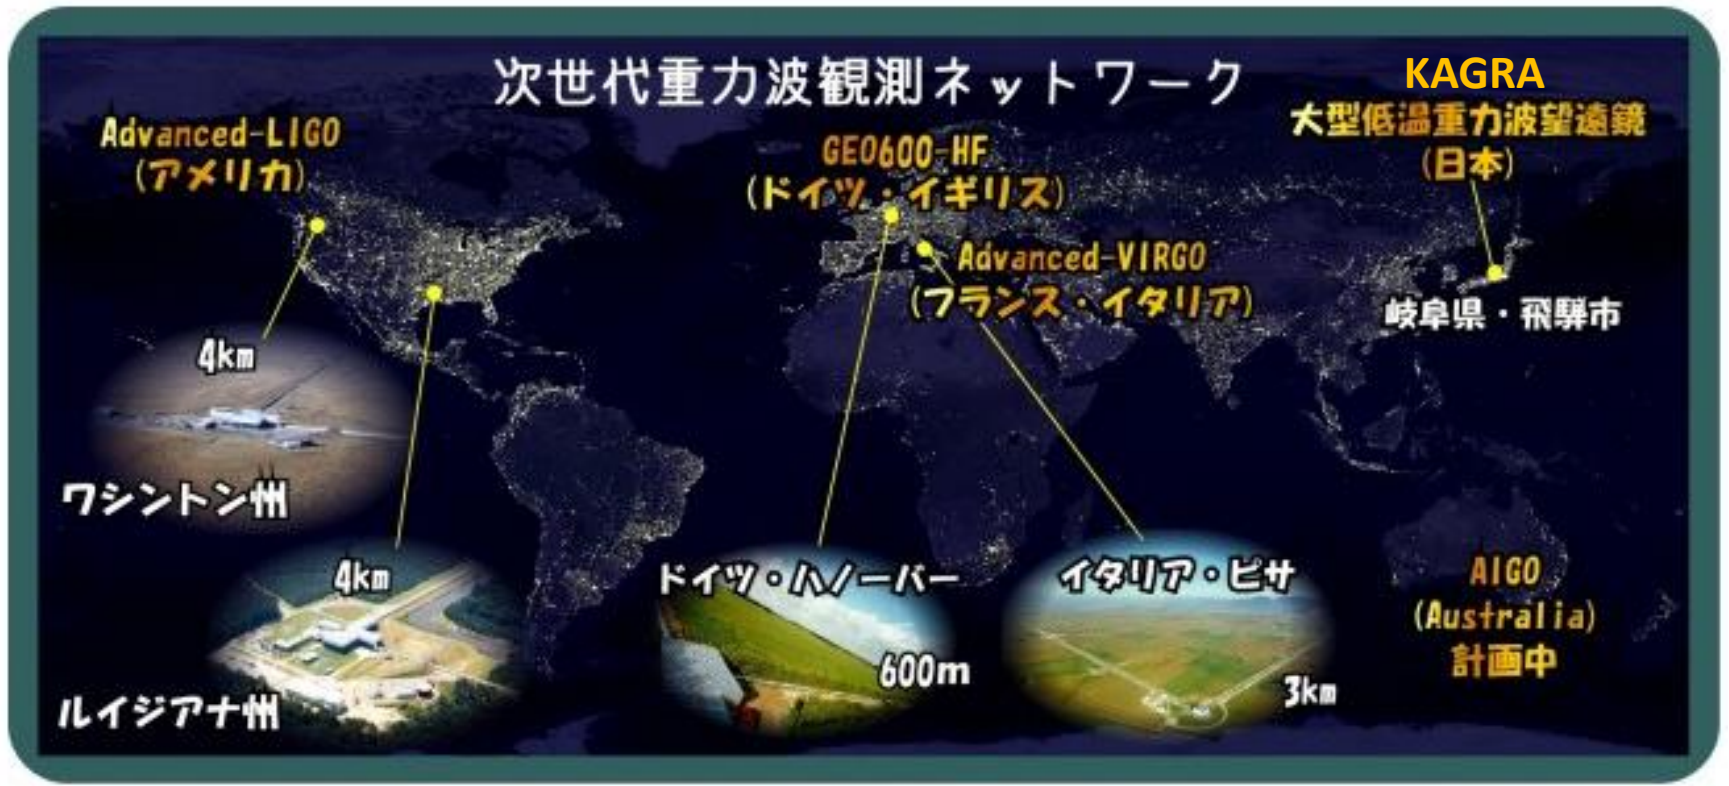 次世代重力波観測ネットワーク
KAGRA
大型低温重力波望遠鏡
(日本)
岐阜県・飛騨市
Advanced-LIGO
(アメリカ)
GEO600-HF
(ドイツ・イギリス)
Advanced-VIRGO
(フランス・イタリア)
4km
ワシントン州
4km
ルイジアナ州
ドイツ・ハノーバー
600m
イタリア・ピサ
3km
AIGO
(Australia)
計画中